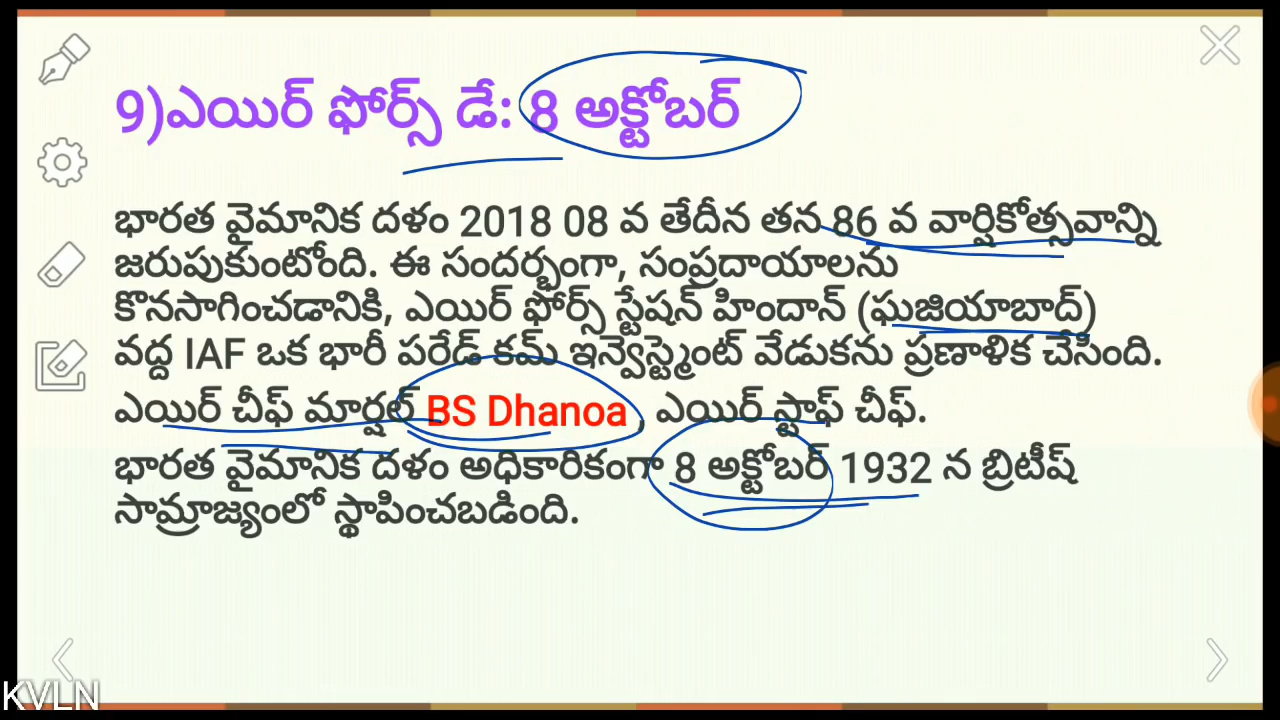 9)ఎయిర్ ఫోర్స్ డే: 8 అక్టోబర్
భారత వైమానిక దళం 2018 08 వ తేదీన తన 86 వ వార్షికోత్సవాన్ని
జరుపుకుంటోంది. ఈ సందర్భంగా, సంప్రదాయాలను
కొనసాగించడానికి, ఎయిర్ ఫోర్స్ స్టేషన్ హిందాన్ (ఘజియాబాద్)
వద్ద IAF ఒక భారీ పరేడ్ కమ్ ఇన్వెస్ట్మెంట్ వేడుకను ప్రణాళిక చేసింది.
ఎయిర్ చీఫ్ మార్షల్ BS Dhanoa, ఎయిర్ స్టాఫ్ చీఫ్.
భారత వైమానిక దళం అధికారికంగా 8 అక్టోబర్ 1932 న బ్రిటీష్
సామ్రాజ్యంలో స్థాపించబడింది.
KVLN